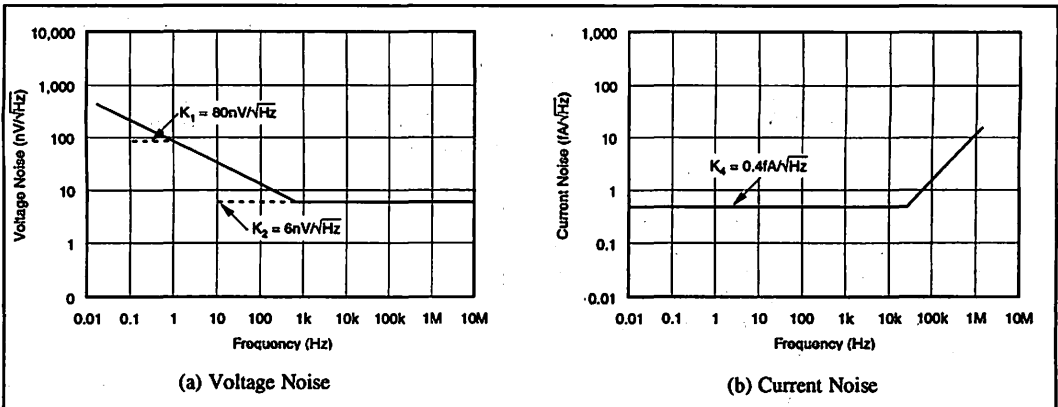 10,000
1,000
100
10
1
0
Voltage Noise (nV/√Hz)
K1 = 80nV/√Hz
K2 = 6nV/√Hz
0.01 0.1 1 10 100 1k 10k 100k 1M 10M
Frequency (Hz)
(a) Voltage Noise
1,000
100
10
1
0.1
0.01
Current Noise (fA/√Hz)
K4 = 0.4fA/√Hz
0.01 0.1 1 10 100 1k 10k 100k 1M 10M
Frequency (Hz)
(b) Current Noise